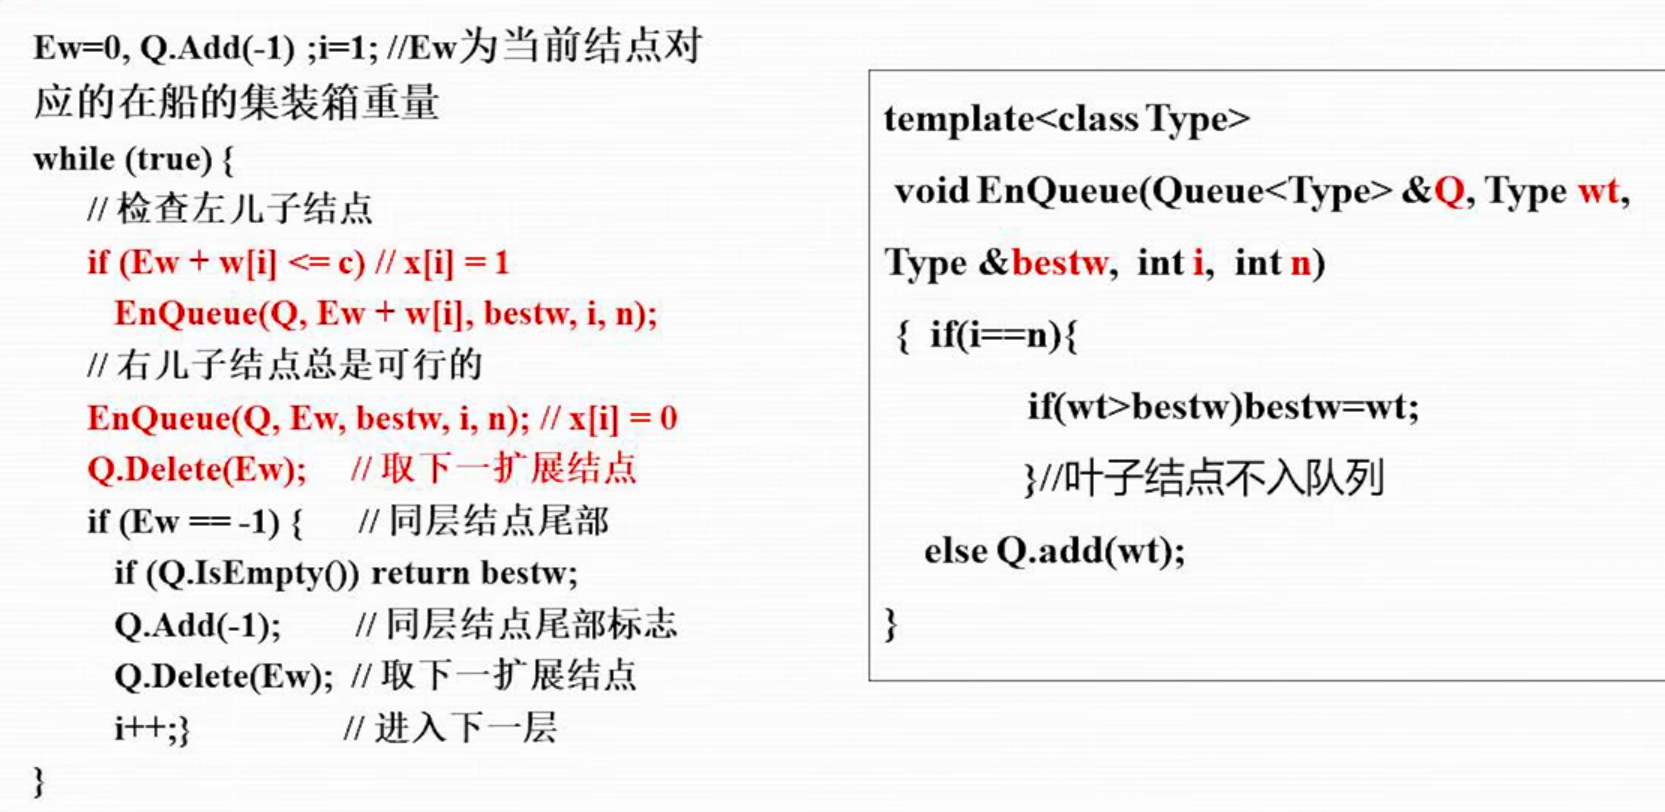 Ew=0, Q.Add(-1) ;i=1; //Ew为当前结点对
应的在船的集装箱重量
while (true) {
// 检查左儿子结点
if (Ew + w[i] <= c) // x[i] = 1
EnQueue(Q, Ew + w[i], bestw, i, n);
// 右儿子结点总是可行的
EnQueue(Q, Ew, bestw, i, n); // x[i] = 0
Q.Delete(Ew); // 取下一扩展结点
if (Ew == -1) { // 同层结点尾部
if (Q.IsEmpty()) return bestw;
Q.Add(-1); // 同层结点尾部标志
Q.Delete(Ew); // 取下一扩展结点
i++;} // 进入下一层
}
template<class Type>
void EnQueue(Queue<Type> &Q, Type wt,
Type &bestw, int i, int n)
{ if(i==n){
if(wt>bestw)bestw=wt;
}//叶子结点不入队列
else Q.add(wt);
}